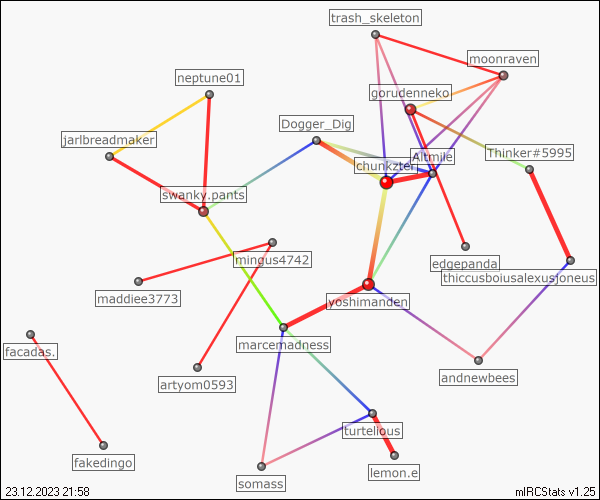 trash_skeleton
moonraven
neptune01
gorudenneko
Dogger_Dig
jarlbreadmaker
Altmile
Thinker#5995
chunkzter
swanky.pants
mingus4742
edgepanda
thiccusboiusalexusjoneus
maddiee3773
yoshimanden
marcemadness
facadas.
artyom0593
andnewbees
turtellous
fakedingo
lemon.e
somass
23.12.2023 21:58
mIRCStats v1.25